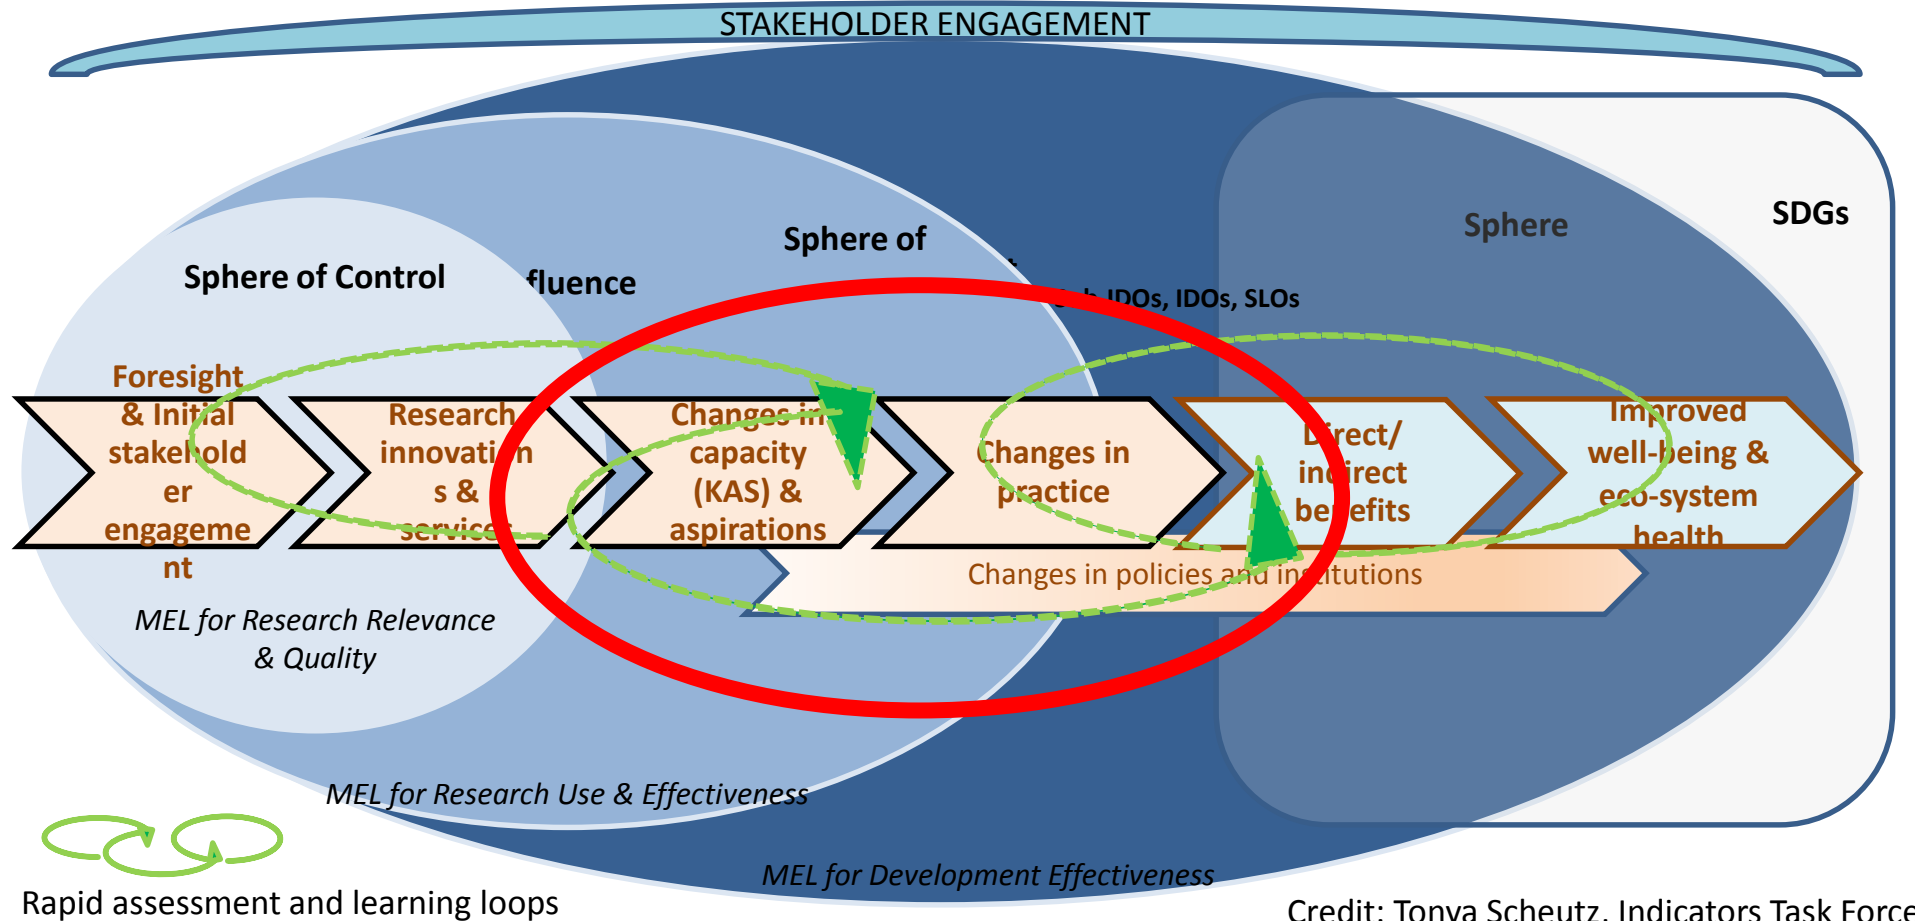 STAKEHOLDER ENGAGEMENT
SDGs
Sphere
Sphere of
Sphere of Control
fluence
IDOs, IDOs, SLOs
Foresight
& Initial
stakehold
er
engageme
nt
Research
innovation
s &
services
Changes in
capacity
(KAS) &
aspirations
Changes in
practice
Direct/
indirect
benefits
Improved
well-being &
eco-system
health
Changes in policies and institutions
MEL for Research Relevance
& Quality
MEL for Research Use & Effectiveness
MEL for Development Effectiveness
Rapid assessment and learning loops
Credit: Tonya Scheutz, Indicators Task Force